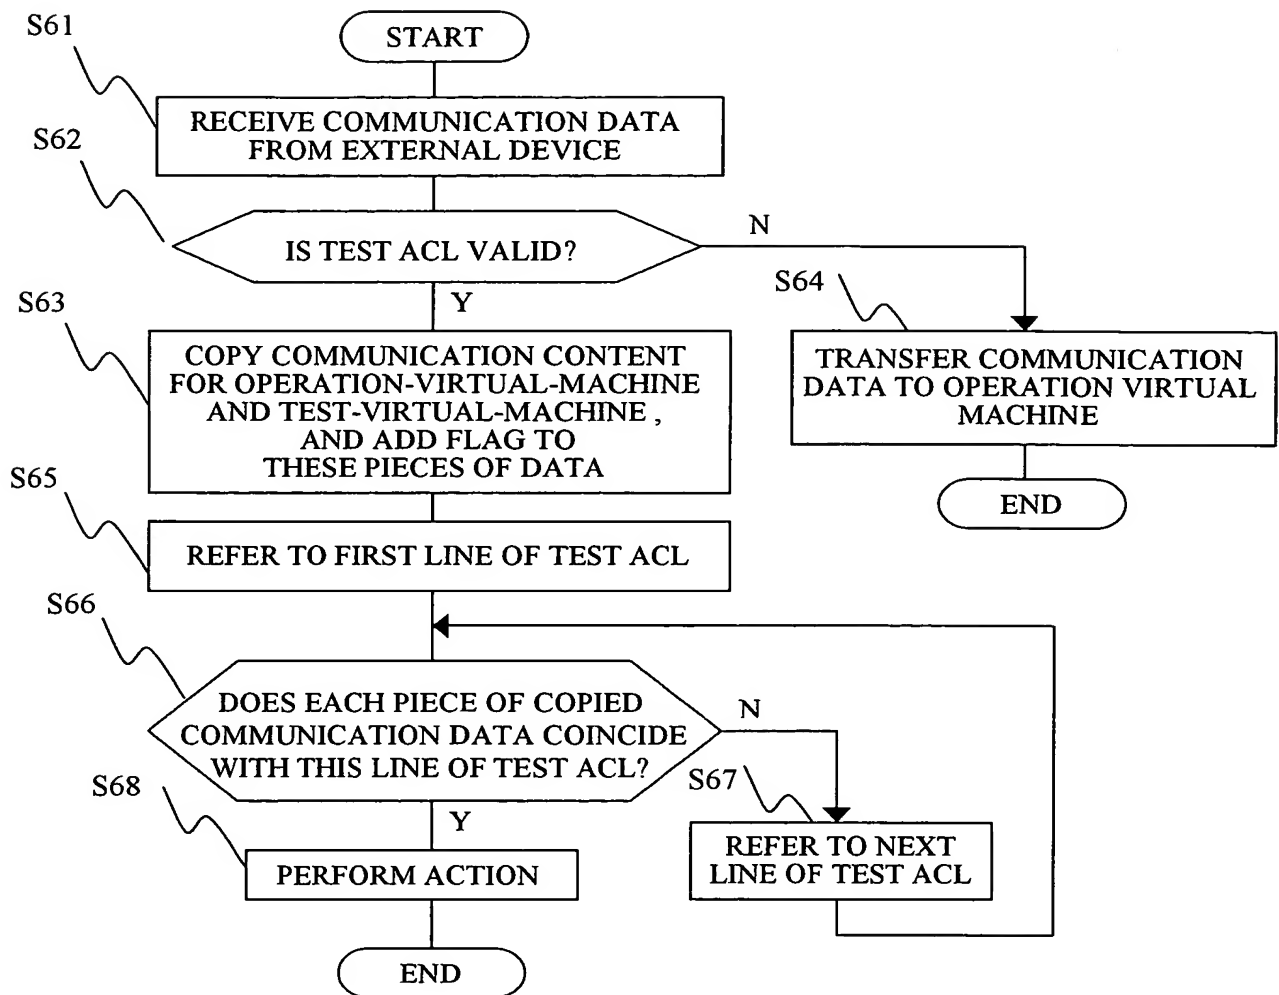 S61
START
RECEIVE COMMUNICATION DATA
FROM EXTERNAL DEVICE
S62
IS TEST ACL VALID?
N
Y
S63
COPY COMMUNICATION CONTENT
FOR OPERATION-VIRTUAL-MACHINE
AND TEST-VIRTUAL-MACHINE ,
AND ADD FLAG TO
THESE PIECES OF DATA
S64
TRANSFER COMMUNICATION
DATA TO OPERATION VIRTUAL
MACHINE
END
S65
REFER TO FIRST LINE OF TEST ACL
S66
DOES EACH PIECE OF COPIED
COMMUNICATION DATA COINCIDE
WITH THIS LINE OF TEST ACL?
N
Y
S67
REFER TO NEXT
LINE OF TEST ACL
S68
PERFORM ACTION
END